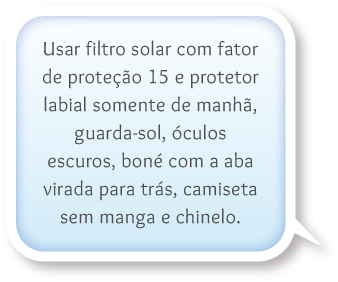 Usar filtro solar com fator
de proteção 15 e protetor
labial somente de manhã,
guarda-sol, óculos
escuros, boné com a aba
virada para trás, camiseta
sem manga e chinelo.